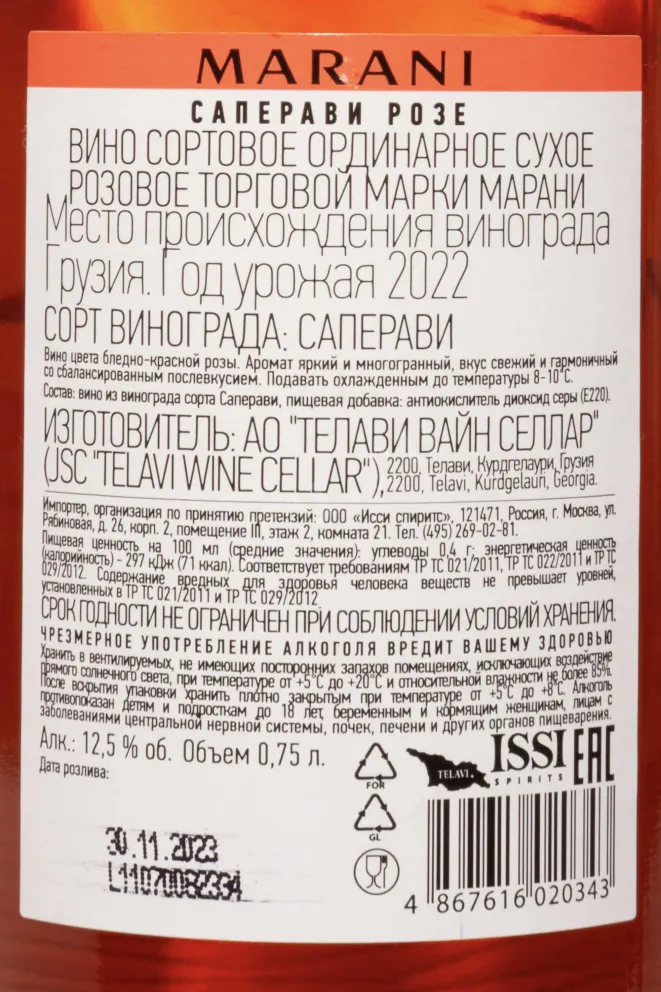 MARANI
САПЕРАВИ РОЗЕ
ВИНО СОРТОВОЕ ОРДИНАРНОЕ СУХОЕ
РОЗОВОЕ ТОРГОВОЙ МАРКИ МАРАНИ
Место происхождения винограда
Грузия. Год урожая 2022
СОРТ ВИНОГРАДА: САПЕРАВИ
Вино цвета бледно-красной розы. Аромат яркий и многогранный, вкус свежий и гармоничный
со сбалансированным послевкусием. Подавать охлажденным до температуры 8-10°С.
Состав: вино из винограда сорта Саперави, пищевая добавка: антиокислитель диоксид серы (Е220).
ИЗГОТОВИТЕЛЬ: АО "ТЕЛАВИ ВАЙН СЕЛЛАР"
(JSC "TELAVI WINE CELLAR"), 2200, Телави, Курдгелаури, Грузия
2200, Telavi, Kurdgelauri, Georgia.
Импортер, организация по принятию претензий: ООО «Исси спиритс», 121471, Россия, г. Москва, ул.
Рябиновая, д. 26, корп. 2, помещение III, этаж 2, комната 21. Тел. (495) 269-02-81.
Пищевая ценность на 100 мл (средние значения): углеводы 0,4 г; энергетическая ценность
(калорийность) - 297 кДж (71 ккал). Соответствует требованиям ТР ТС 021/2011, ТР ТС 022/2011 и ТР ТС
029/2012. Содержание вредных для здоровья человека веществ не превышает уровней,
установленных в ТР ТС 021/2011 и ТР ТС 029/2012
СРОК ГОДНОСТИ НЕ ОГРАНИЧЕН ПРИ СОБЛЮДЕНИИ УСЛОВИЙ ХРАНЕНИЯ.
ЧРЕЗМЕРНОЕ УПОТРЕБЛЕНИЕ АЛКОГОЛЯ ВРЕДИТ ВАШЕМУ ЗДОРОВЬЮ
Хранить в вентилируемых, не имеющих посторонних запахов помещениях, исключающих воздействие
прямого солнечного света, при температуре от +5°С до +20°С и относительной влажности не более 85%.
После вскрытия упаковки хранить плотно закрытым при температуре от +5°С до +8°С. Алкоголь
противопоказан детям и подросткам до 18 лет, беременным и кормящим женщинам, лицам с
заболеваниями центральной нервной системы, почек, печени и других органов пищеварения.
Алк.: 12,5 % об. Объем 0,75 л.
Дата розлива:
30.11.2023
L11070082334
FOR
GL
TELAVI
ISSI
SPIRITS
EAC
4 867616 020343